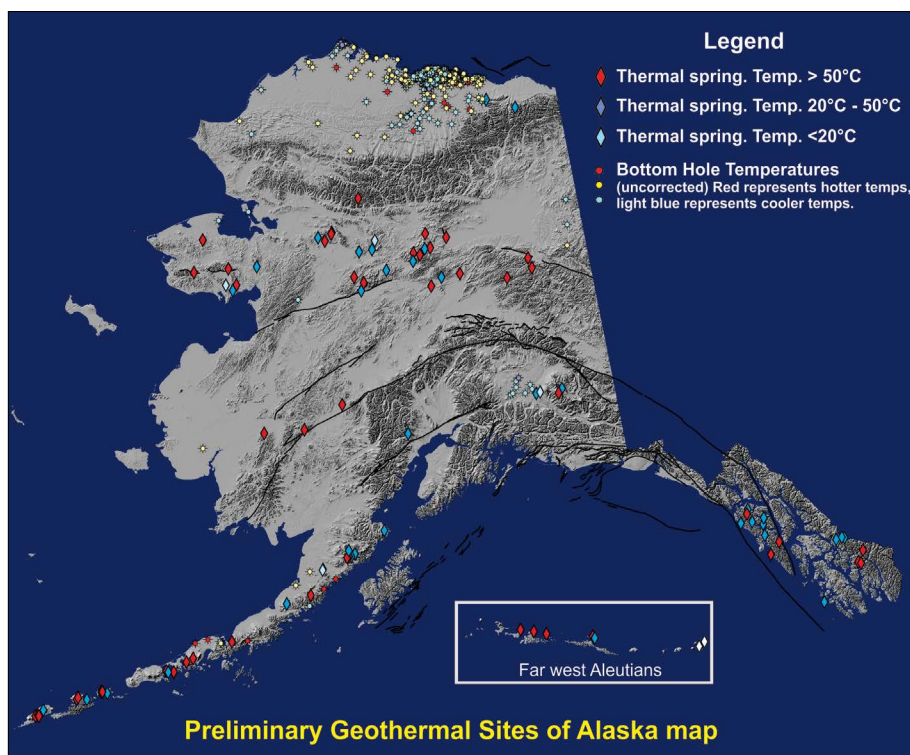 Legend
Thermal spring. Temp. > 50°C
Thermal spring. Temp. 20°C - 50°C
Thermal spring. Temp. <20°C
Bottom Hole Temperatures
(uncorrected) Red represents hotter temps,
light blue represents cooler temps.
Far west Aleutians
Preliminary Geothermal Sites of Alaska map